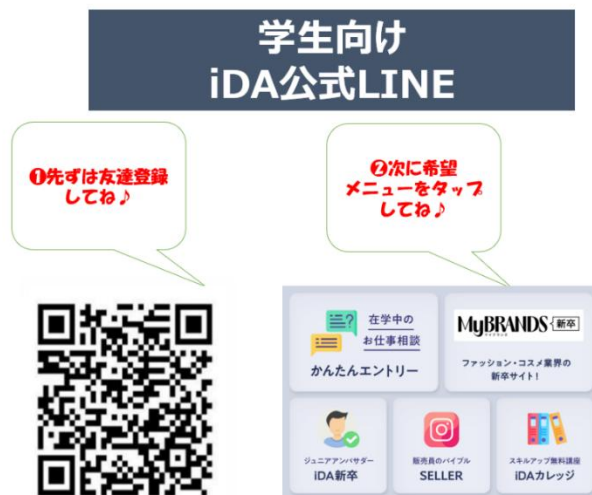 学生向け
iDA公式LINE
❶先ずは友達登録
してね♪
❷次に希望
メニューをタップ
してね♪
在学中の
お仕事相談
かんたんエントリー
MyBRANDS 新卒
マイブランズ
ファッション・コスメ業界の
新卒サイト!
ジュニアアンバサダー
iDA新卒
販売員のバイブル
SELLER
スキルアップ無料講座
iDAカレッジ